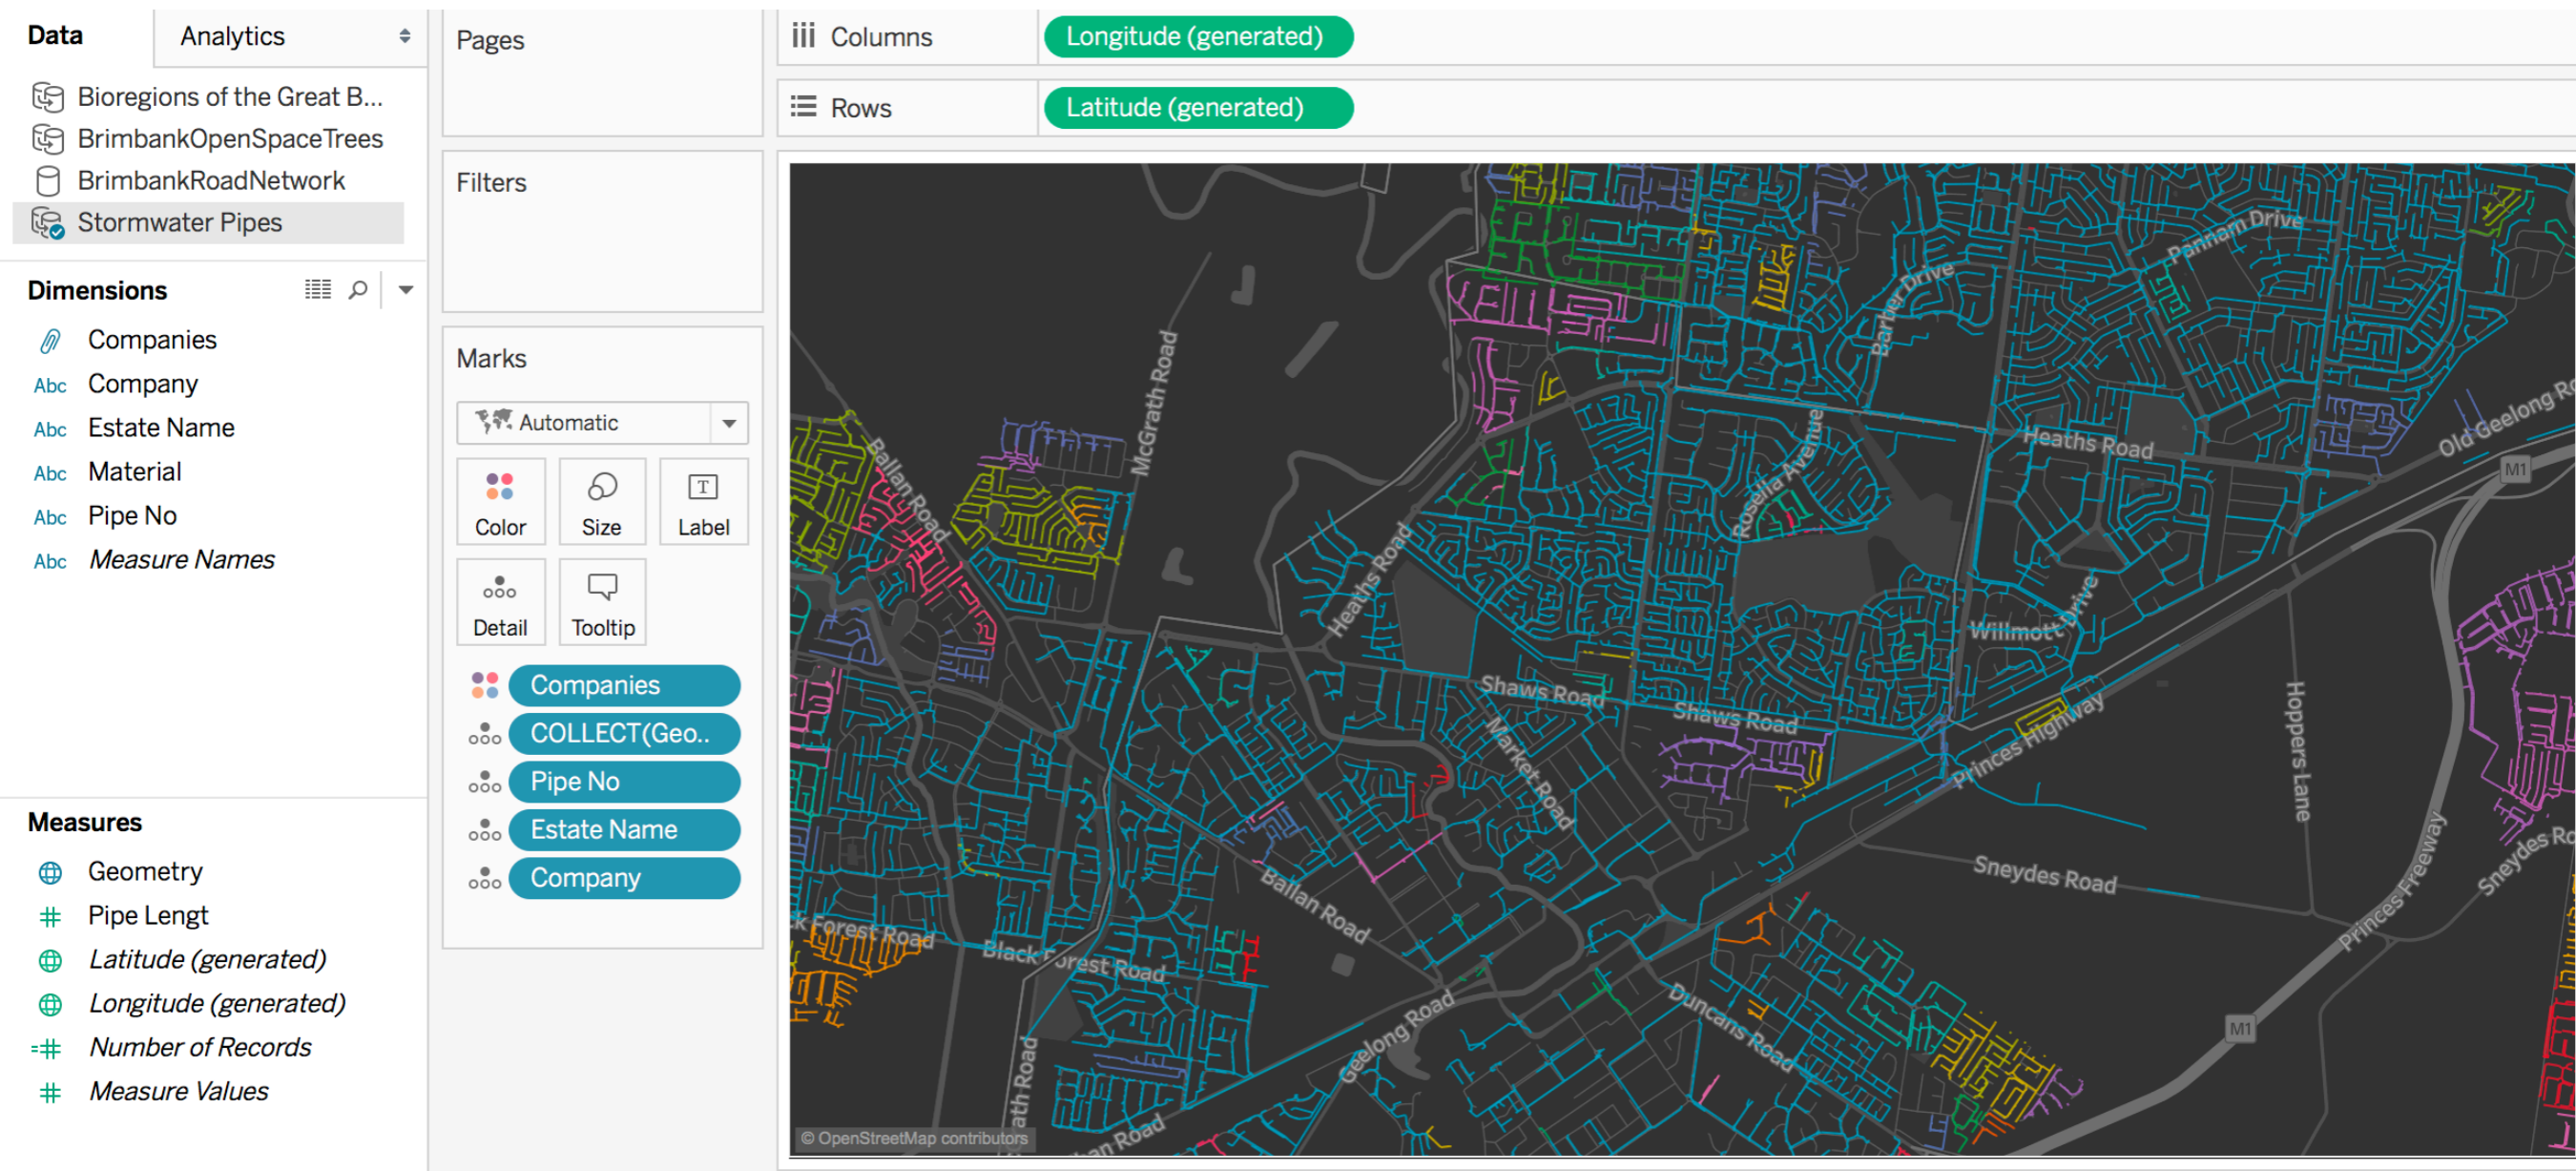 Data
Analytics
Bioregions of the Great B...
BrimbankOpenSpaceTrees
BrimbankRoadNetwork
Stormwater Pipes
Dimensions
Companies
Abc Company
Abc Estate Name
Abc Material
Abc Pipe No
Abc Measure Names
Measures
Geometry
Pipe Lengt
Latitude (generated)
Longitude (generated)
Number of Records
Measure Values
Pages
Filters
Marks
Automatic
Color
Size
T
Label
Detail
Tooltip
Companies
COLLECT(Geo..
Pipe No
Estate Name
Company
Columns
Longitude (generated)
Rows
Latitude (generated)
Pannam Drive
Barber Drive
McGrath Road
Old Geelong Ro
Heaths Road
M1
Ballan Road
Rosella Avenue
Heaths Road
Willmott Drive
Shaws Road
Shaws Road
Market Road
Princes Highway
Hoppers Lane
Sneydes Road
Sneydes Ro
Princes Freeway
Ballan Road
k Forest Road
Black Forest Road
Duncans Road
Geelong Road
M1
ath Road
an Road
© OpenStreetMap contributors